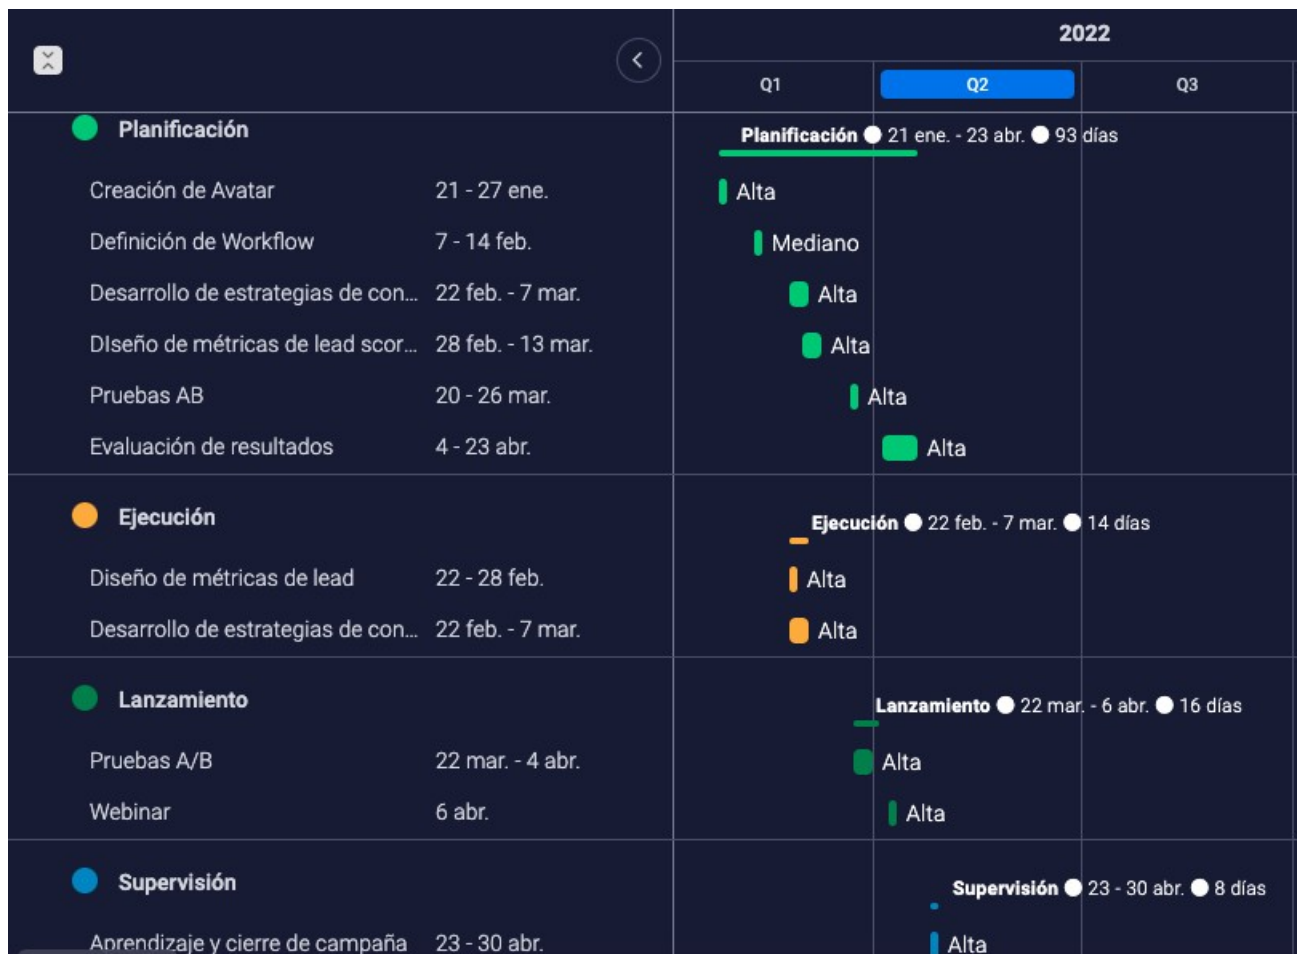 2022
Q1 Q2 Q3
Planificación
Planificación 21 ene. - 23 abr. 93 días
Creación de Avatar 21 - 27 ene. Alta
Definición de Workflow 7 - 14 feb. Mediano
Desarrollo de estrategias de con... 22 feb. - 7 mar. Alta
DIseño de métricas de lead scor... 28 feb. - 13 mar. Alta
Pruebas AB 20 - 26 mar. Alta
Evaluación de resultados 4 - 23 abr. Alta
Ejecución
Ejecución 22 feb. - 7 mar. 14 días
Diseño de métricas de lead 22 - 28 feb. Alta
Desarrollo de estrategias de con... 22 feb. - 7 mar. Alta
Lanzamiento
Lanzamiento 22 mar. - 6 abr. 16 días
Pruebas A/B 22 mar. - 4 abr. Alta
Webinar 6 abr. Alta
Supervisión
Supervisión 23 - 30 abr. 8 días
Aprendizaje y cierre de campaña 23 - 30 abr. Alta